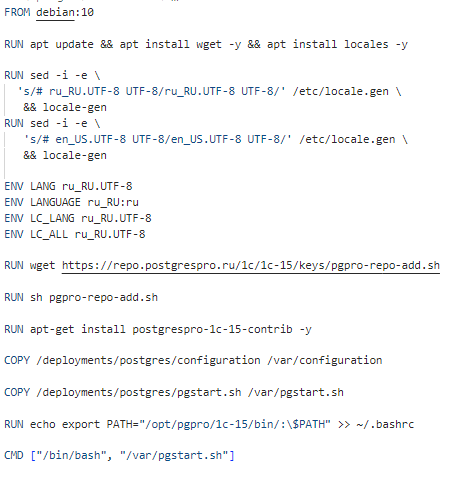 FROM debian:10
RUN apt update && apt install wget -y && apt install locales -y
RUN sed -i -e \
's/# ru_RU.UTF-8 UTF-8/ru_RU.UTF-8 UTF-8/' /etc/locale.gen \
&& locale-gen
RUN sed -i -e \
's/# en_US.UTF-8 UTF-8/en_US.UTF-8 UTF-8/' /etc/locale.gen \
&& locale-gen
ENV LANG ru_RU.UTF-8
ENV LANGUAGE ru_RU:ru
ENV LC_LANG ru_RU.UTF-8
ENV LC_ALL ru_RU.UTF-8
RUN wget https://repo.postgrespro.ru/1c/1c-15/keys/pgpro-repo-add.sh
RUN sh pgpro-repo-add.sh
RUN apt-get install postgrespro-1c-15-contrib -y
COPY /deployments/postgres/configuration /var/configuration
COPY /deployments/postgres/pgstart.sh /var/pgstart.sh
RUN echo export PATH="/opt/pgpro/1c-15/bin/:\$PATH" >> ~/.bashrc
CMD ["/bin/bash", "/var/pgstart.sh"]